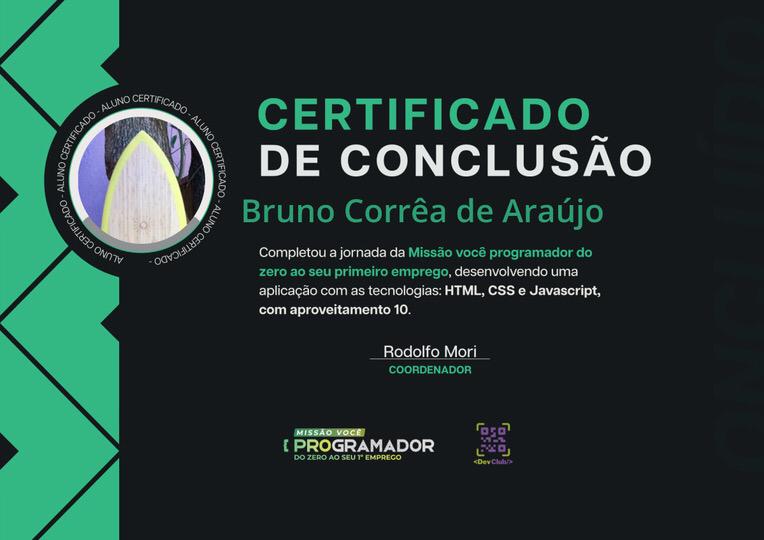 ALUNO CERTIFICADO - ALUNO CERTIFICADO - ALUNO CERTIFICADO - ALUNO CERTIFICADO -
CERTIFICADO
DE CONCLUSÃO
Bruno Corrêa de Araújo
Completou a jornada da Missão você programador do
zero ao seu primeiro emprego, desenvolvendo uma
aplicação com as tecnologias: HTML, CSS e Javascript,
com aproveitamento 10.
Rodolfo Mori
COORDENADOR
MISSÃO VOCÊ
PROGRAMADOR
DO ZERO AO SEU 1º EMPREGO
<DevClub/>